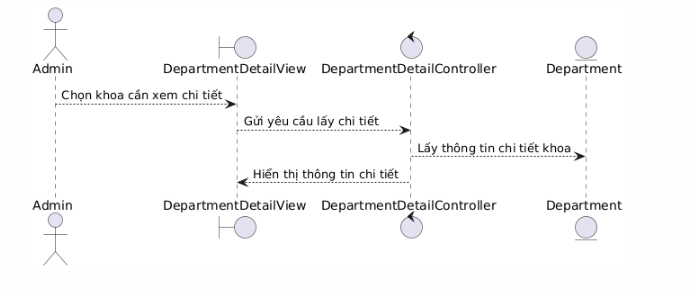 Admin DepartmentDetailView DepartmentDetailController Department
Chọn khoa cần xem chi tiết
Gửi yêu cầu lấy chi tiết
Lấy thông tin chi tiết khoa
Hiển thị thông tin chi tiết
Admin DepartmentDetailView DepartmentDetailController Department